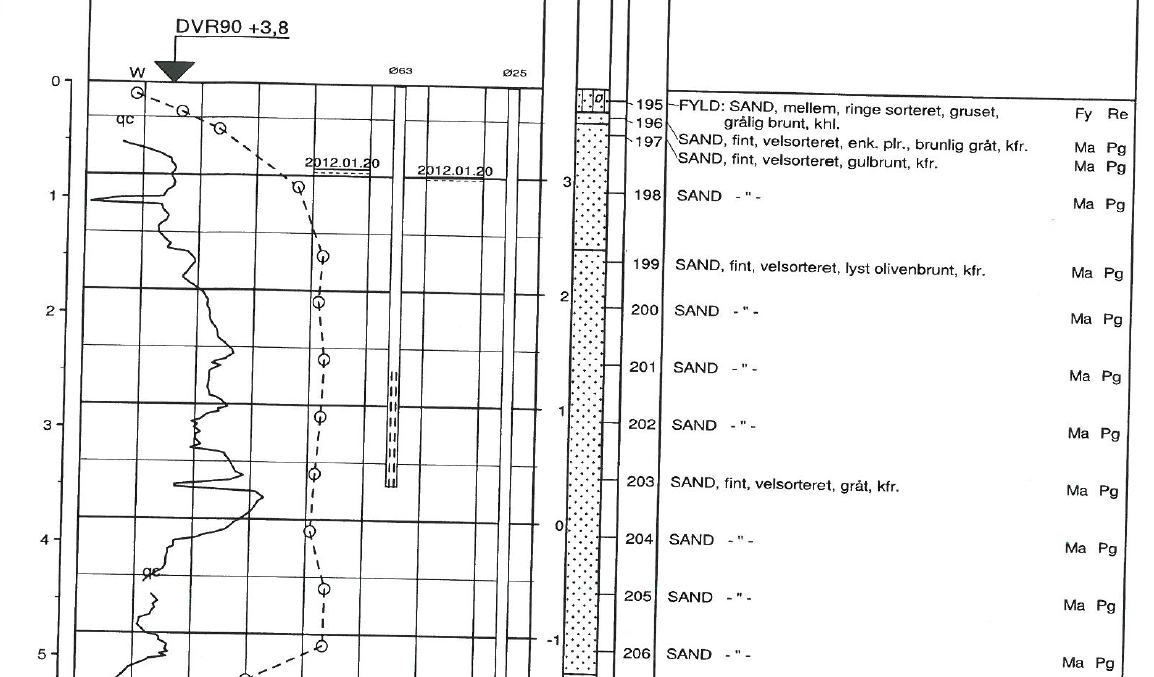 DVR90 +3,8
W
Ø63
Ø25
0
qc
2012.01.20
2012.01.20
195 FYLD: SAND, mellem, ringe sorteret, gruset, Fy Re
grålig brunt, khl.
196 SAND, fint, velsorteret, enk. plr., brunlig gråt, kfr. Ma Pg
197 SAND, fint, velsorteret, gulbrunt, kfr. Ma Pg
1
3
198 SAND - " - Ma Pg
199 SAND, fint, velsorteret, lyst olivenbrunt, kfr. Ma Pg
2
2
200 SAND - " - Ma Pg
201 SAND - " - Ma Pg
3
1
202 SAND - " - Ma Pg
203 SAND, fint, velsorteret, gråt, kfr. Ma Pg
4
0
204 SAND - " - Ma Pg
qc
205 SAND - " - Ma Pg
5
-1
206 SAND - " - Ma Pg